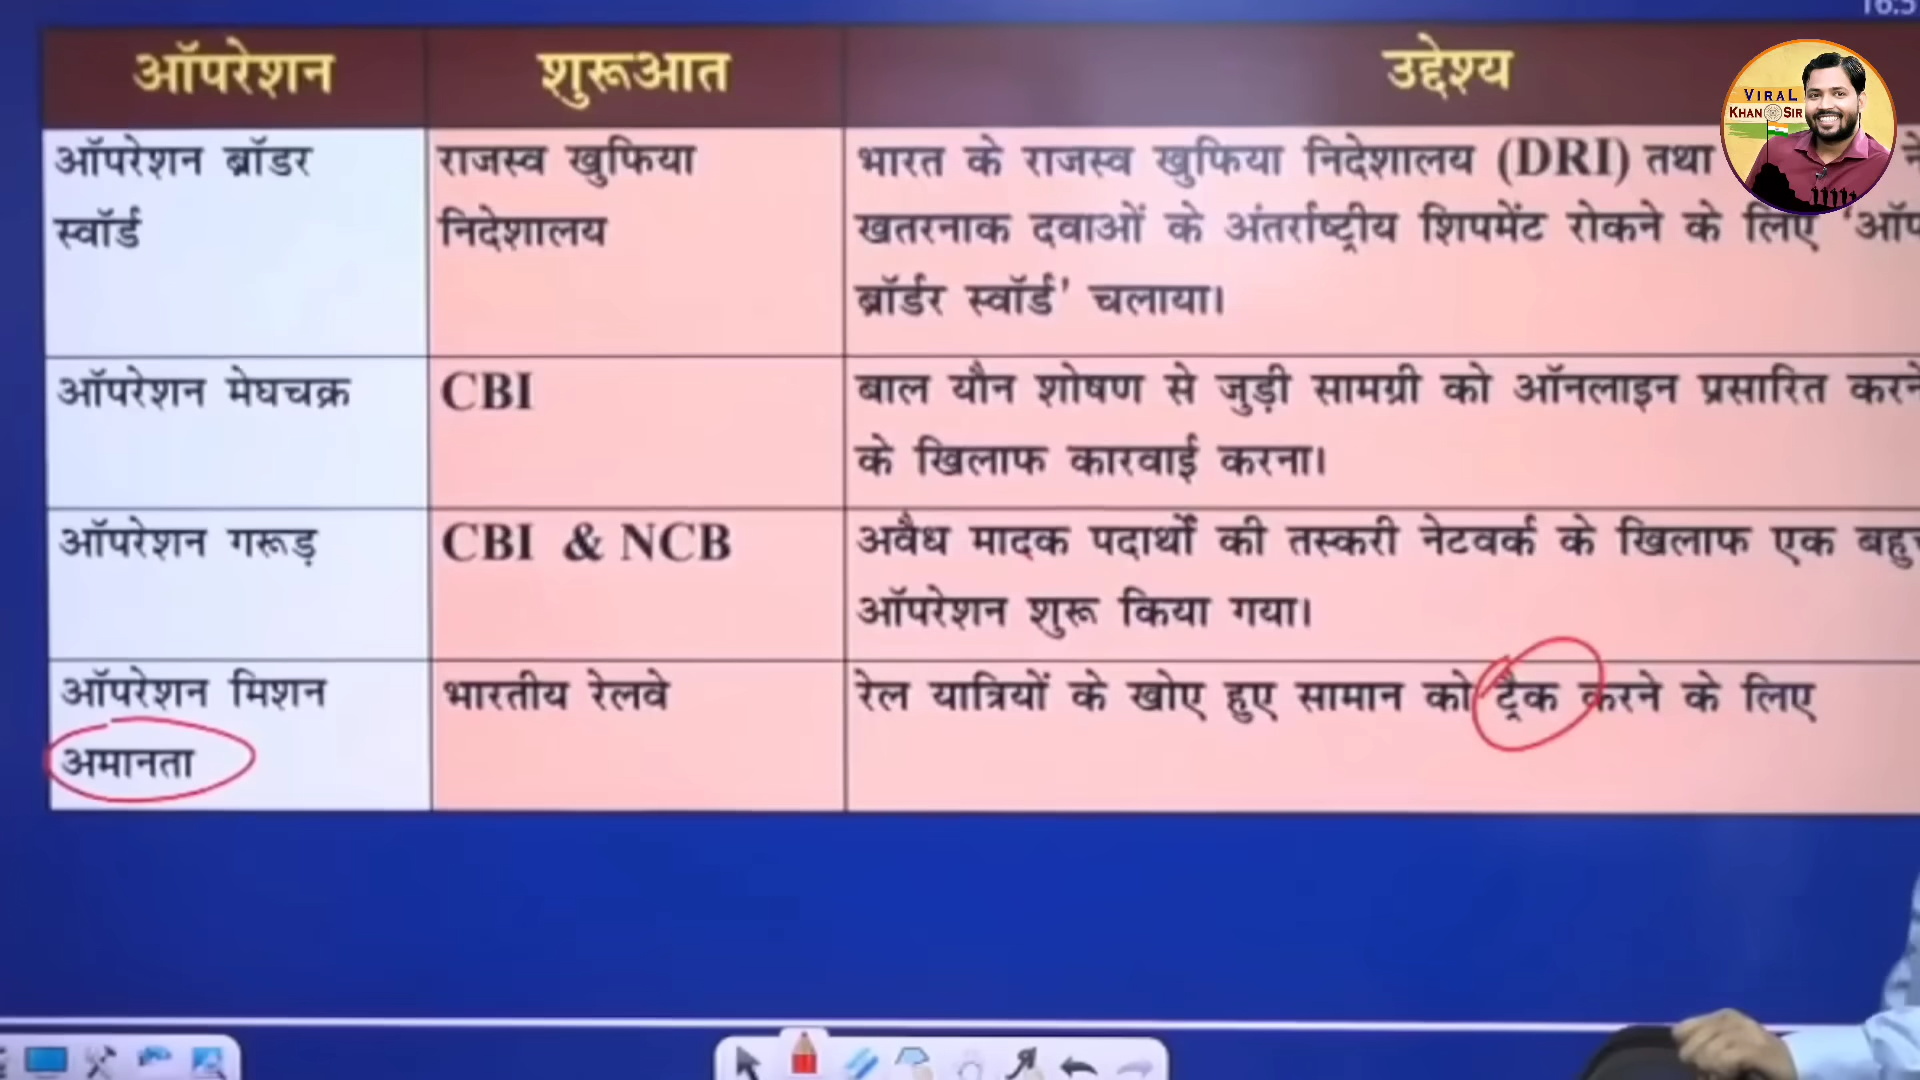 ऑपरेशन शुरूआत उद्देश्य
VIRAL
KHAN SIR
ऑपरेशन ब्रॉडर राजस्व खुफिया भारत के राजस्व खुफिया निदेशालय (DRI) तथा
स्वॉर्ड निदेशालय खतरनाक दवाओं के अंतर्राष्ट्रीय शिपमेंट रोकने के लिए
ब्रॉर्डर स्वॉर्ड' चलाया।
ऑपरेशन मेघचक्र CBI बाल यौन शोषण से जुड़ी सामग्री को ऑनलाइन प्रसारित करने
के खिलाफ कारवाई करना।
ऑपरेशन गरूड़ CBI & NCB अवैध मादक पदार्थों की तस्करी नेटवर्क के खिलाफ एक
ऑपरेशन शुरू किया गया।
ऑपरेशन मिशन भारतीय रेलवे रेल यात्रियों के खोए हुए सामान को ट्रैक करने के लिए
अमानता